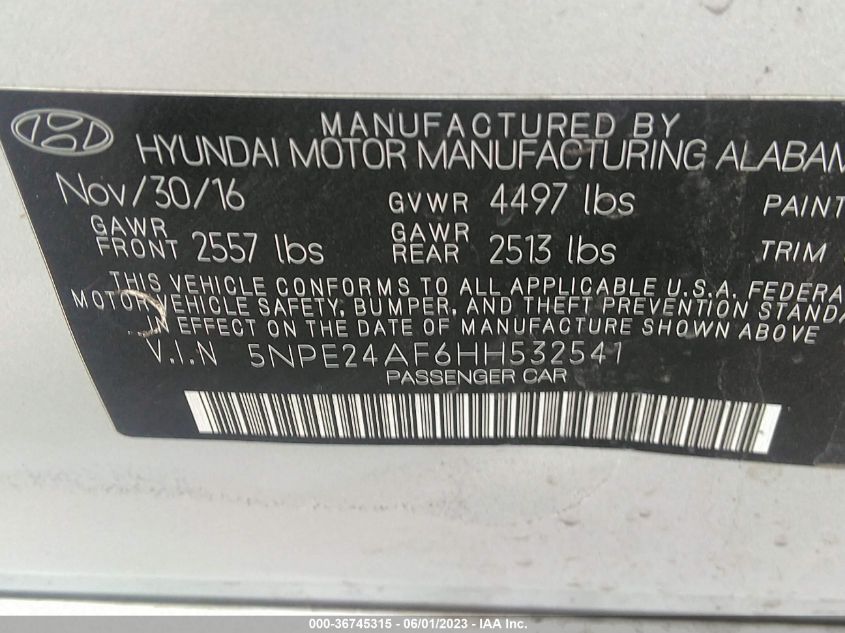 MANUFACTURED BY
HYUNDAI MOTOR MANUFACTURING ALABAM
Nov/30/16 GVWR 4497 lbs PAINT
GAWR FRONT 2557 lbs GAWR REAR 2513 lbs TRIM
THIS VEHICLE CONFORMS TO ALL APPLICABLE U.S.A. FEDERA
MOTOR VEHICLE SAFETY, BUMPER, AND THEFT PREVENTION STANDA
IN EFFECT ON THE DATE OF MANUFACTURE SHOWN ABOVE
V.I.N 5NPE24AF6HH532541
PASSENGER CAR
000-36745315 - 06/01/2023 - IAA Inc.